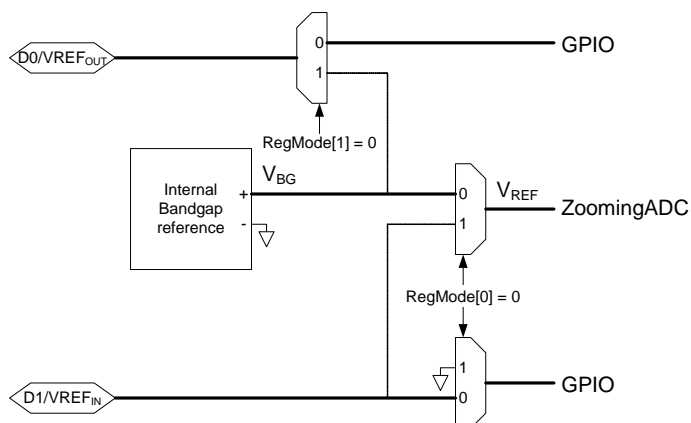 D0/VREFOUT
0
1
GPIO
RegMode[1] = 0
Internal
Bandgap
reference
+
-
VBG
0
1
VREF
ZoomingADC
RegMode[0] = 0
D1/VREFIN
1
0
GPIO